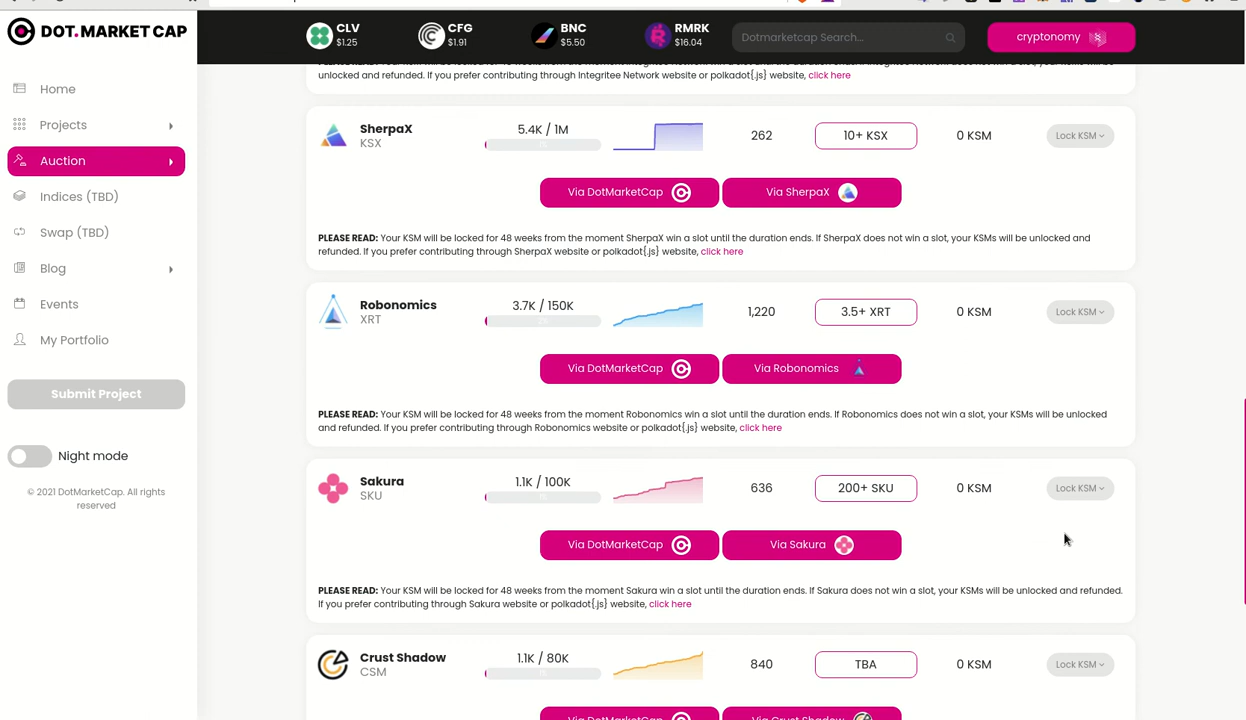 DOT.MARKET CAP
CLV
$1.25
CFG
$1.91
BNC
$5.50
RMRK
$16.04
Dotmarketcap Search...
cryptonomy
Home
Projects
Auction
Indices (TBD)
Swap (TBD)
Blog
Events
My Portfolio
Submit Project
Night mode
© 2021 DotMarketCap. All rights
reserved
unlocked and refunded. If you prefer contributing through Integritee Network website or polkadot{.js} website, click here
SherpaX
KSX
5.4K / 1M
262
10+ KSX
0 KSM
Lock KSM
Via DotMarketCap
Via SherpaX
PLEASE READ: Your KSM will be locked for 48 weeks from the moment SherpaX win a slot until the duration ends. If SherpaX does not win a slot, your KSMs will be unlocked and
refunded. If you prefer contributing through SherpaX website or polkadot{.js} website, click here
Robonomics
XRT
3.7K / 150K
1,220
3.5+ XRT
0 KSM
Lock KSM
Via DotMarketCap
Via Robonomics
PLEASE READ: Your KSM will be locked for 48 weeks from the moment Robonomics win a slot until the duration ends. If Robonomics does not win a slot, your KSMs will be unlocked
and refunded. If you prefer contributing through Robonomics website or polkadot{.js} website, click here
Sakura
SKU
1.1K / 100K
636
200+ SKU
0 KSM
Lock KSM
Via DotMarketCap
Via Sakura
PLEASE READ: Your KSM will be locked for 48 weeks from the moment Sakura win a slot until the duration ends. If Sakura does not win a slot, your KSMs will be unlocked and refunded.
If you prefer contributing through Sakura website or polkadot{.js} website, click here
Crust Shadow
CSM
1.1K / 80K
840
TBA
0 KSM
Lock KSM
Via DotMarketCap
Via Crust Shadow